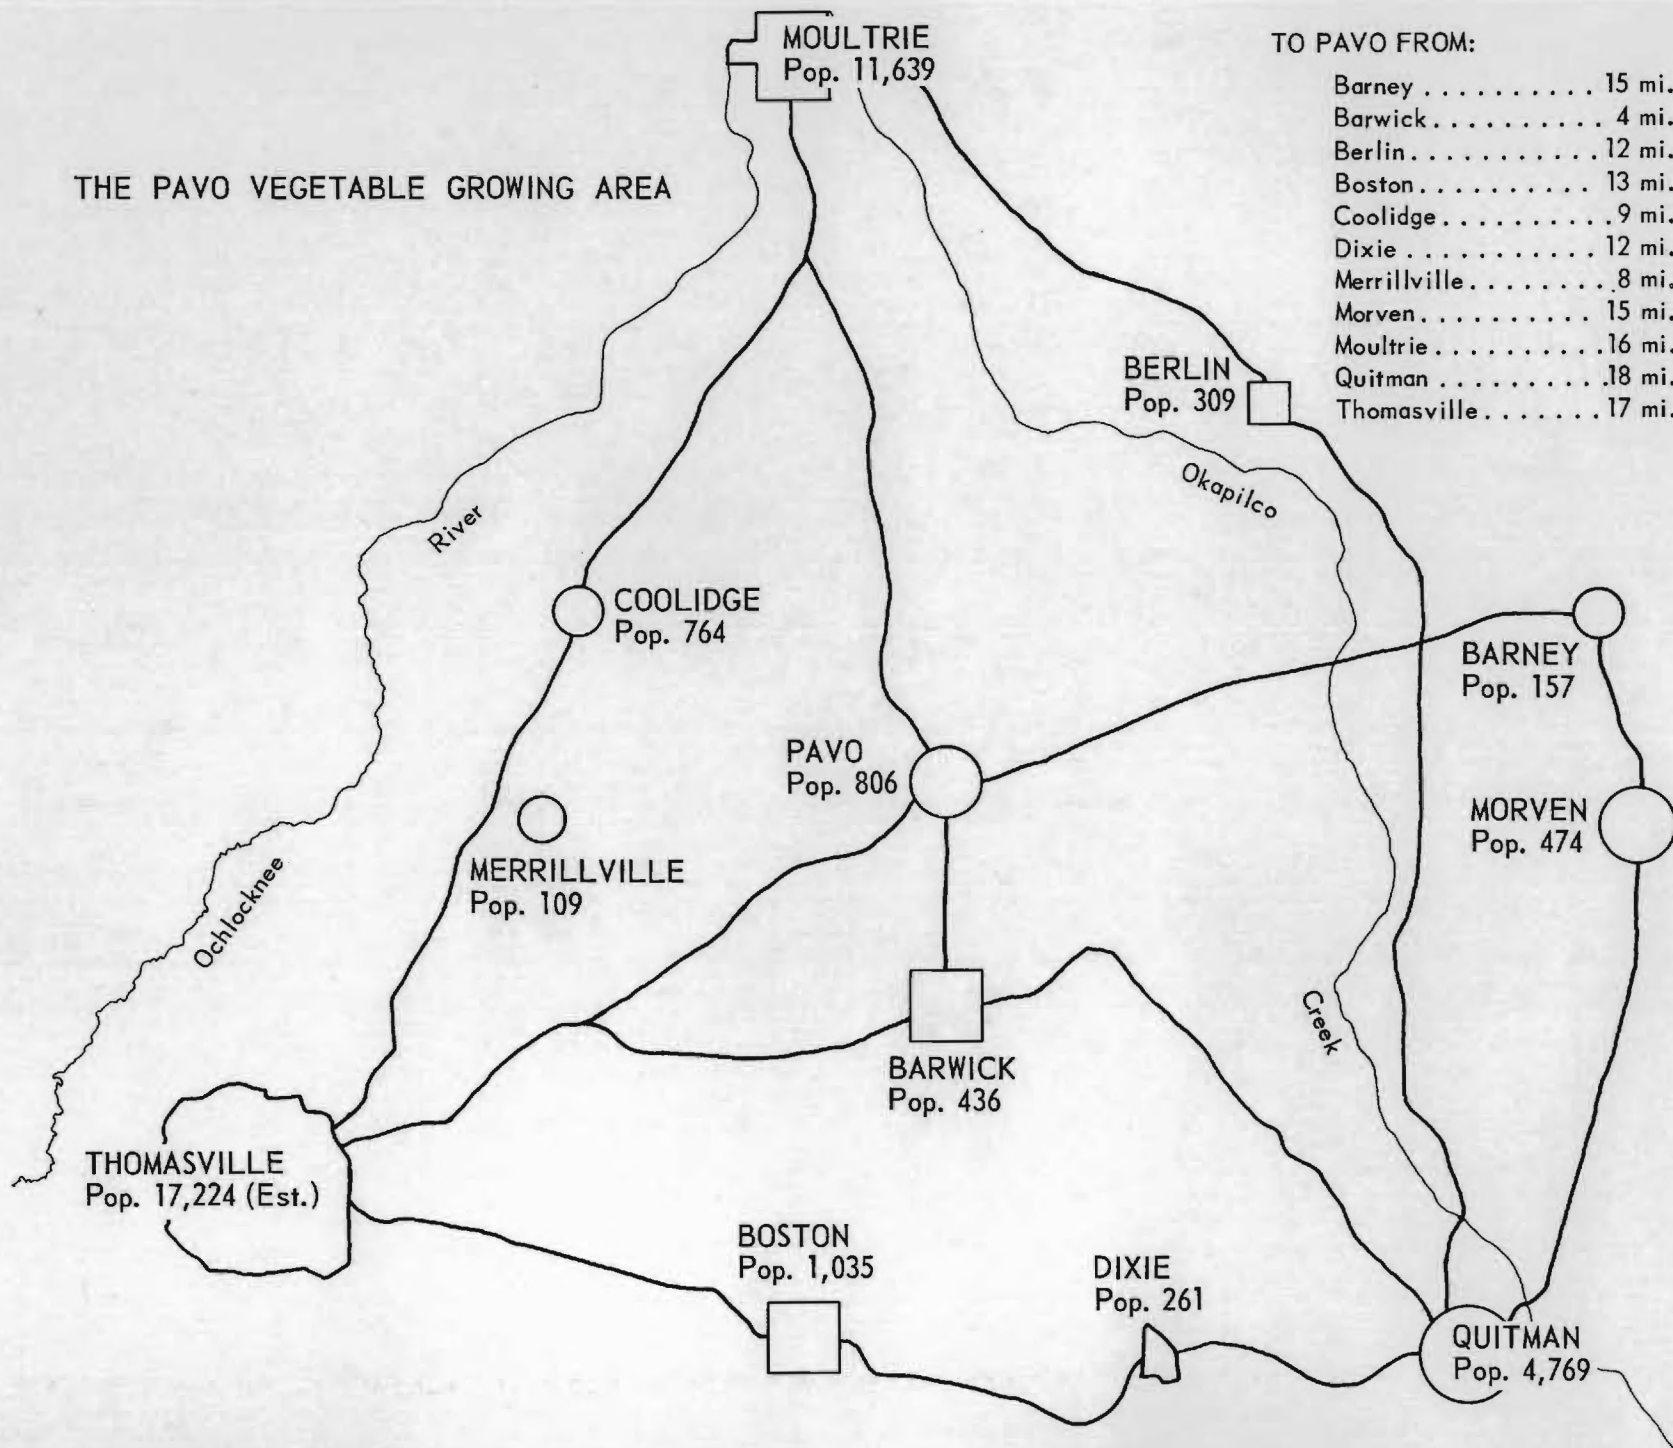 MOULTRIE
Pop. 11,639
TO PAVO FROM:
Barney . . . . . . . . . . 15 mi.
Barwick. . . . . . . . . . 4 mi.
Berlin. . . . . . . . . . . 12 mi.
Boston. . . . . . . . . . 13 mi.
Coolidge. . . . . . . . . . 9 mi.
Dixie . . . . . . . . . . . 12 mi.
Merrillville. . . . . . . . 8 mi.
Morven. . . . . . . . . . 15 mi.
Moultrie. . . . . . . . . . 16 mi.
Quitman . . . . . . . . . . 18 mi.
Thomasville. . . . . . . 17 mi.
THE PAVO VEGETABLE GROWING AREA
BERLIN
Pop. 309
Okapilco
River
COOLIDGE
Pop. 764
BARNEY
Pop. 157
PAVO
Pop. 806
MORVEN
Pop. 474
MERRILLVILLE
Pop. 109
Ochlocknee
Creek
BARWICK
Pop. 436
THOMASVILLE
Pop. 17,224 (Est.)
BOSTON
Pop. 1,035
DIXIE
Pop. 261
QUITMAN
Pop. 4,769